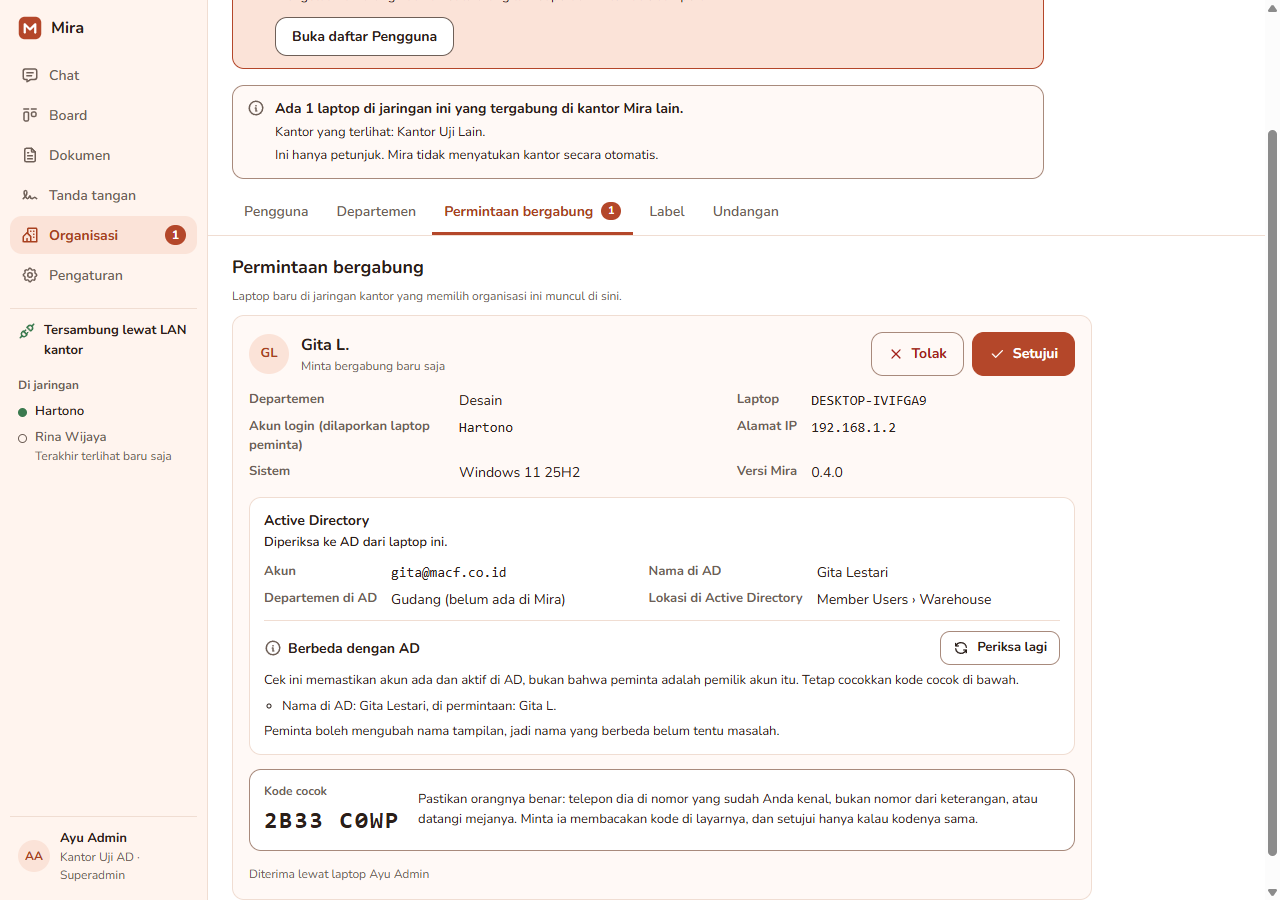 Mira
Chat
Board
Dokumen
Tanda tangan
Organisasi 1
Pengaturan
Tersambung lewat LAN
kantor
Di jaringan
Hartono
Rina Wijaya
Terakhir terlihat baru saja
AA
Ayu Admin
Kantor Uji AD ·
Superadmin
Buka daftar Pengguna
Ada 1 laptop di jaringan ini yang tergabung di kantor Mira lain.
Kantor yang terlihat: Kantor Uji Lain.
Ini hanya petunjuk. Mira tidak menyatukan kantor secara otomatis.
Pengguna Departemen Permintaan bergabung 1 Label Undangan
Permintaan bergabung
Laptop baru di jaringan kantor yang memilih organisasi ini muncul di sini.
GL
Gita L.
Minta bergabung baru saja
Tolak
Setujui
Departemen Desain Laptop DESKTOP-IVIFGA9
Akun login (dilaporkan laptop
peminta) Hartono Alamat IP 192.168.1.2
Sistem Windows 11 25H2 Versi Mira 0.4.0
Active Directory
Diperiksa ke AD dari laptop ini.
Akun gita@macf.co.id Nama di AD Gita Lestari
Departemen di AD Gudang (belum ada di Mira) Lokasi di Active Directory Member Users › Warehouse
Berbeda dengan AD
Periksa lagi
Cek ini memastikan akun ada dan aktif di AD, bukan bahwa peminta adalah pemilik akun itu. Tetap cocokkan kode cocok di bawah.
Nama di AD: Gita Lestari, di permintaan: Gita L.
Peminta boleh mengubah nama tampilan, jadi nama yang berbeda belum tentu masalah.
Kode cocok
2B33 C0WP
Pastikan orangnya benar: telepon dia di nomor yang sudah Anda kenal, bukan nomor dari keterangan, atau
datangi mejanya. Minta ia membacakan kode di layarnya, dan setujui hanya kalau kodenya sama.
Diterima lewat laptop Ayu Admin